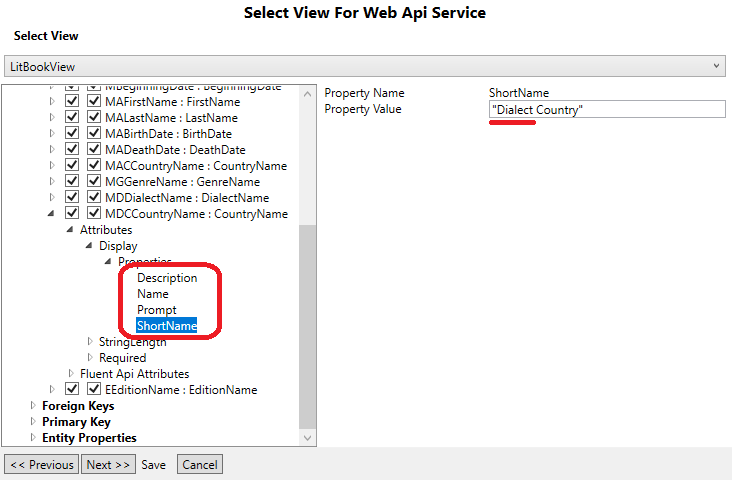 Select View For Web Api Service
Select View
LitBookView
MBeginningDate : BeginningDate
MAFirstName : FirstName
MALastName : LastName
MABirthDate : BirthDate
MADeathDate : DeathDate
MACCountryName : CountryName
MGGenreName : GenreName
MDDialectName : DialectName
MDCCountryName : CountryName
Attributes
Display
Properties
Description
Name
Prompt
ShortName
StringLength
Required
Fluent Api Attributes
EEditionName : EditionName
Foreign Keys
Primary Key
Entity Properties
Property Name ShortName
Property Value "Dialect Country"
<< Previous Next >> Save Cancel